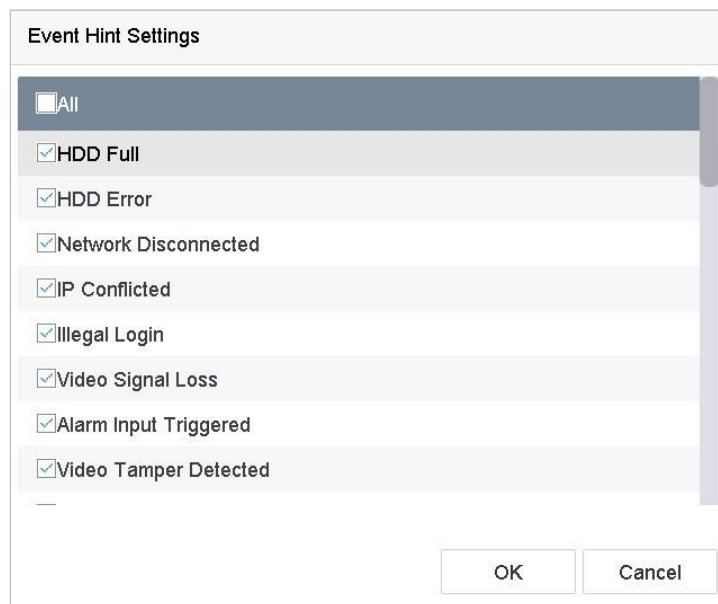 Event Hint Settings
All
HDD Full
HDD Error
Network Disconnected
IP Conflicted
Illegal Login
Video Signal Loss
Alarm Input Triggered
Video Tamper Detected
OK Cancel